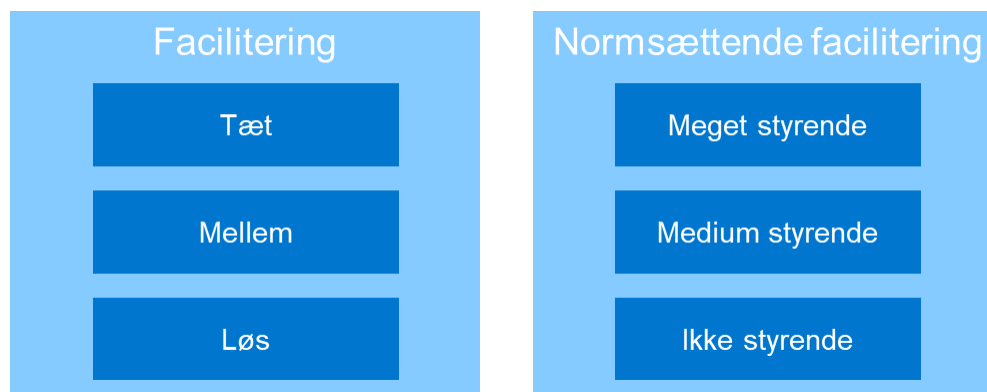 Facilitering
Tæt
Mellem
Løs
Normsættende facilitering
Meget styrende
Medium styrende
Ikke styrende